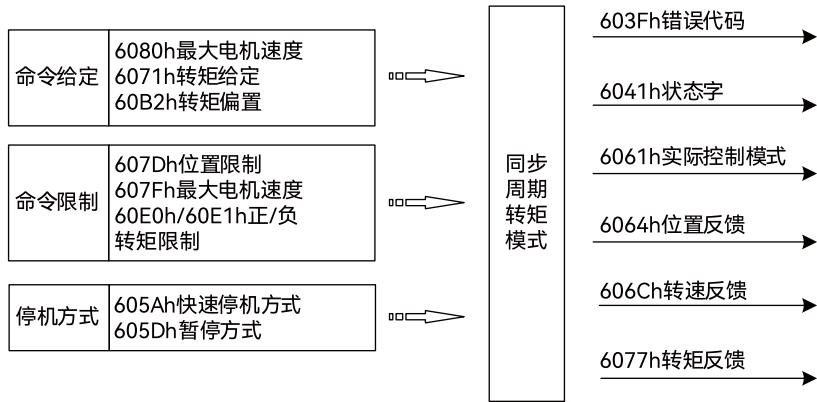 命令给定
6080h最大电机速度
6071h转矩给定
60B2h转矩偏置
命令限制
607Dh位置限制
607Fh最大电机速度
60E0h/60E1h正/负
转矩限制
停机方式
605Ah快速停机方式
605Dh暂停方式
同步
周期
转矩
模式
603Fh错误代码
6041h状态字
6061h实际控制模式
6064h位置反馈
606Ch转速反馈
6077h转矩反馈